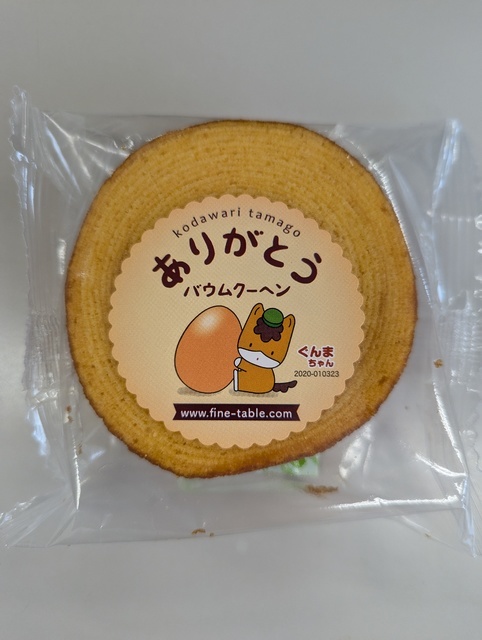 kodawari tamago
ありがとう
バウムクーヘン
ぐんま
ちゃん
2020-010323
www.fine-table.com